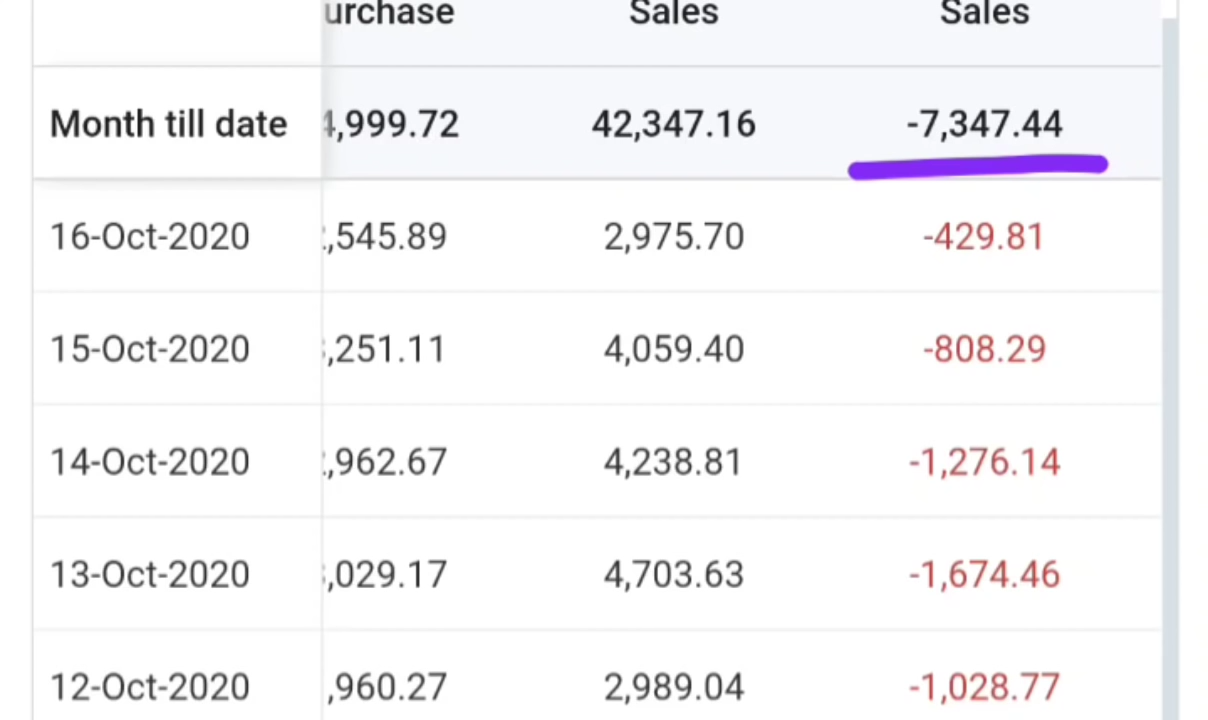 urchase Sales Sales
Month till date 4,999.72 42,347.16 -7,347.44
16-Oct-2020 ,545.89 2,975.70 -429.81
15-Oct-2020 ,251.11 4,059.40 -808.29
14-Oct-2020 ,962.67 4,238.81 -1,276.14
13-Oct-2020 ,029.17 4,703.63 -1,674.46
12-Oct-2020 ,960.27 2,989.04 -1,028.77